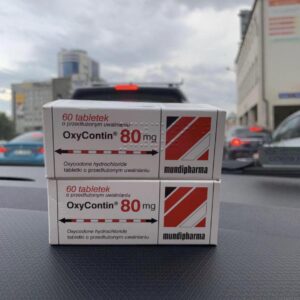 60 tabletek
o przedłużonym uwalnianiu
OxyContin® 80 mg
Oxycodone hydrochloride
tabletki o przedłużonym uwalnianiu
mundipharma
60 tabletek
o przedłużonym uwalnianiu
OxyContin® 80 mg
Oxycodone hydrochloride
tabletki o przedłużonym uwalnianiu
mundipharma